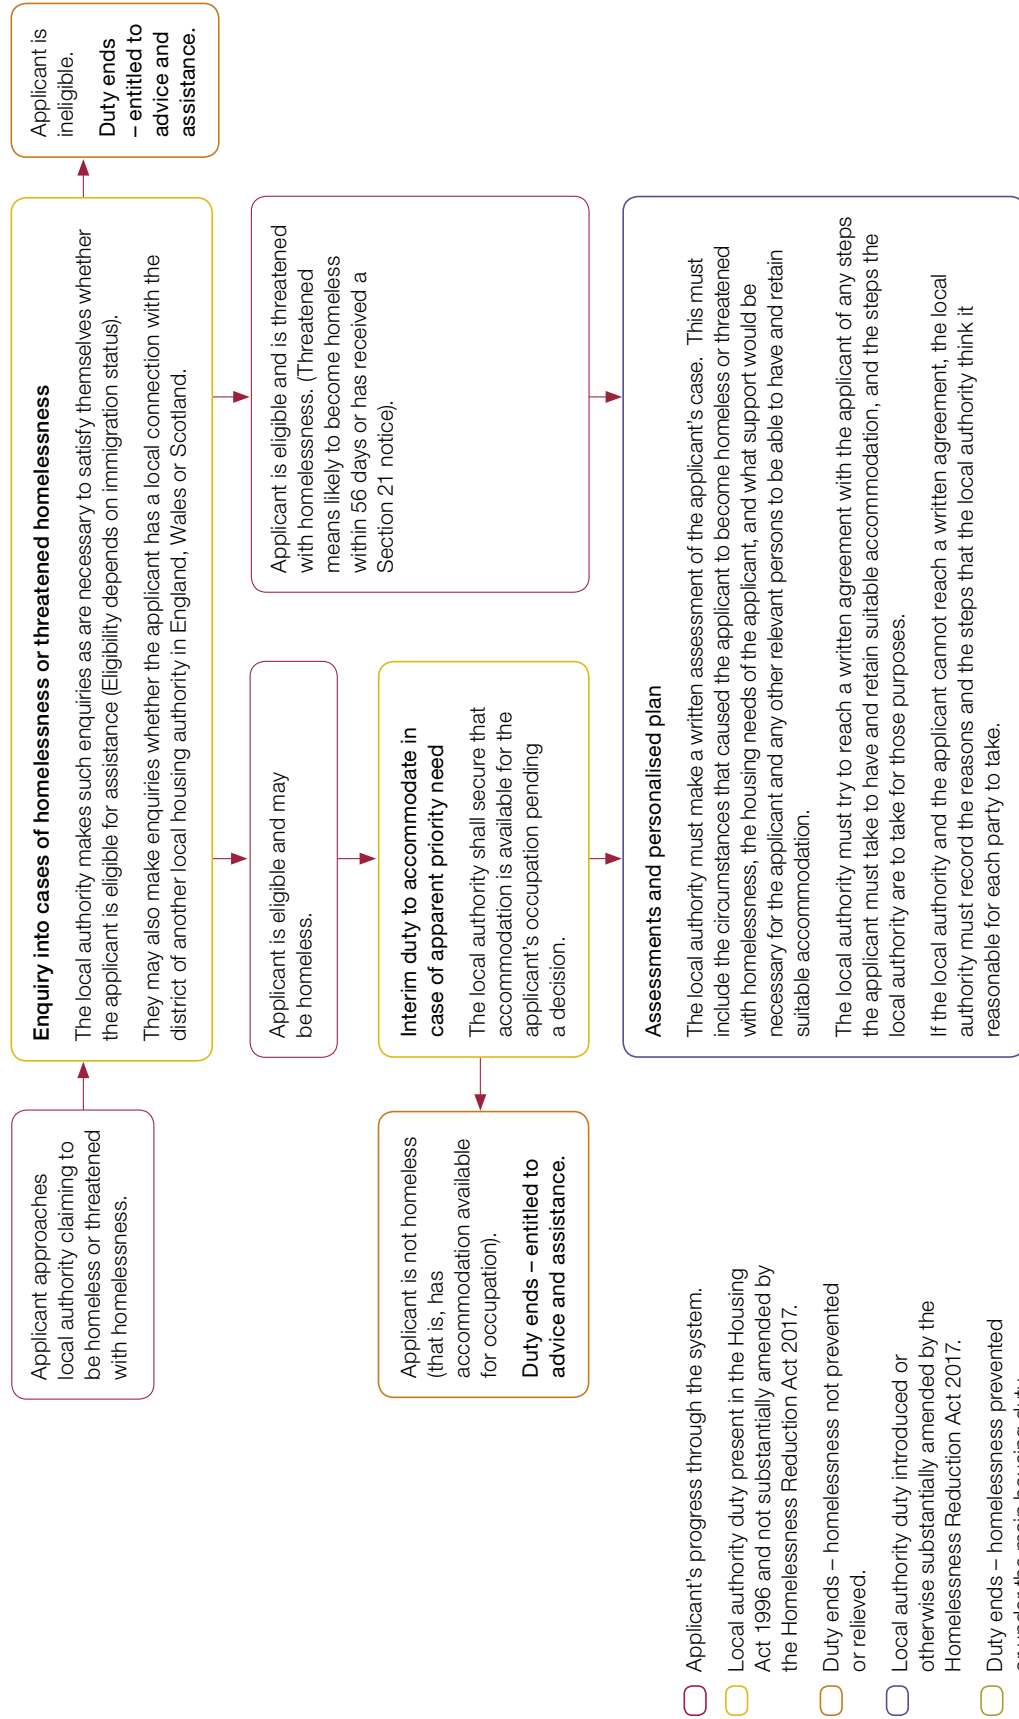 Applicant approaches
local authority claiming to
be homeless or threatened
with homelessness.
Enquiry into cases of homelessness or threatened homelessness
The local authority makes such enquiries as are necessary to satisfy themselves whether
the applicant is eligible for assistance (Eligibility depends on immigration status).
They may also make enquiries whether the applicant has a local connection with the
district of another local housing authority in England, Wales or Scotland.
Applicant is
ineligible.
Duty ends
– entitled to
advice and
assistance.
Applicant is eligible and may
be homeless.
Applicant is eligible and is threatened
with homelessness. (Threatened
means likely to become homeless
within 56 days or has received a
Section 21 notice).
Applicant is not homeless
(that is, has
accommodation available
for occupation).
Duty ends – entitled to
advice and assistance.
Interim duty to accommodate in
case of apparent priority need
The local authority shall secure that
accommodation is available for the
applicant's occupation pending
a decision.
Assessments and personalised plan
The local authority must make a written assessment of the applicant's case.  This must
include the circumstances that caused the applicant to become homeless or threatened
with homelessness, the housing needs of the applicant, and what support would be
necessary for the applicant and any other relevant persons to be able to have and retain
suitable accommodation.
The local authority must try to reach a written agreement with the applicant of any steps
the applicant must take to have and retain suitable accommodation, and the steps the
local authority are to take for those purposes.
If the local authority and the applicant cannot reach a written agreement, the local
authority must record the reasons and the steps that the local authority think it
reasonable for each party to take.
Applicant's progress through the system.
Local authority duty present in the Housing
Act 1996 and not substantially amended by
the Homelessness Reduction Act 2017.
Duty ends – homelessness not prevented
or relieved.
Local authority duty introduced or
otherwise substantially amended by the
Homelessness Reduction Act 2017.
Duty ends – homelessness prevented
or under the main housing duty